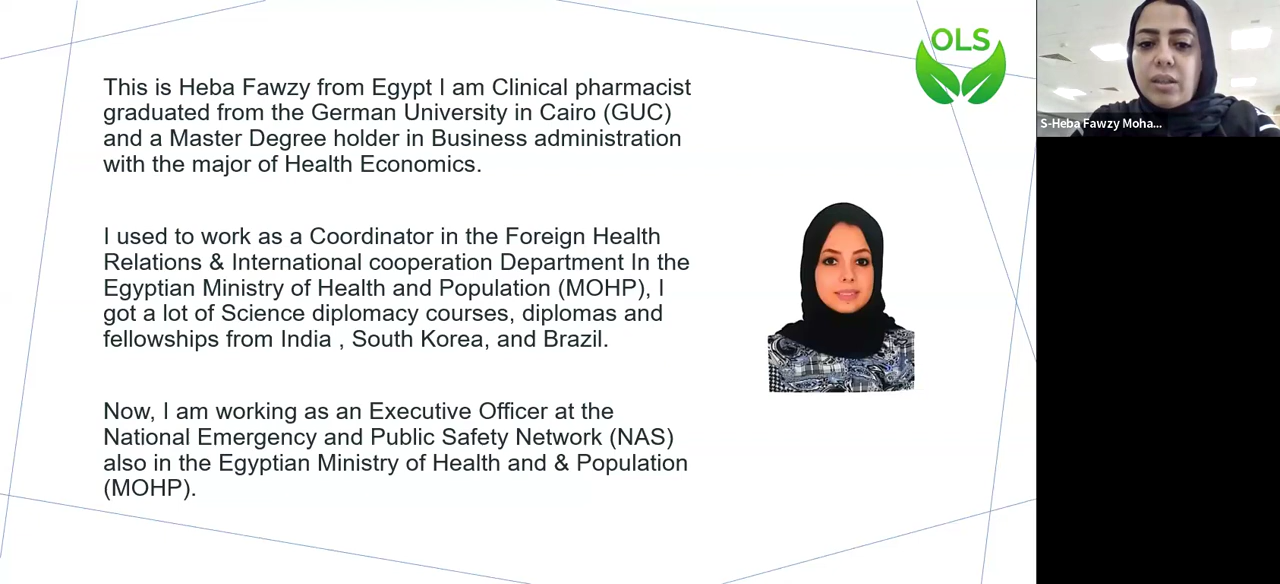 OLS
This is Heba Fawzy from Egypt I am Clinical pharmacist
graduated from the German University in Cairo (GUC)
and a Master Degree holder in Business administration
with the major of Health Economics.
I used to work as a Coordinator in the Foreign Health
Relations & International cooperation Department In the
Egyptian Ministry of Health and Population (MOHP), I
got a lot of Science diplomacy courses, diplomas and
fellowships from India , South Korea, and Brazil.
Now, I am working as an Executive Officer at the
National Emergency and Public Safety Network (NAS)
also in the Egyptian Ministry of Health and & Population
(MOHP).
S-Heba Fawzy Moha...